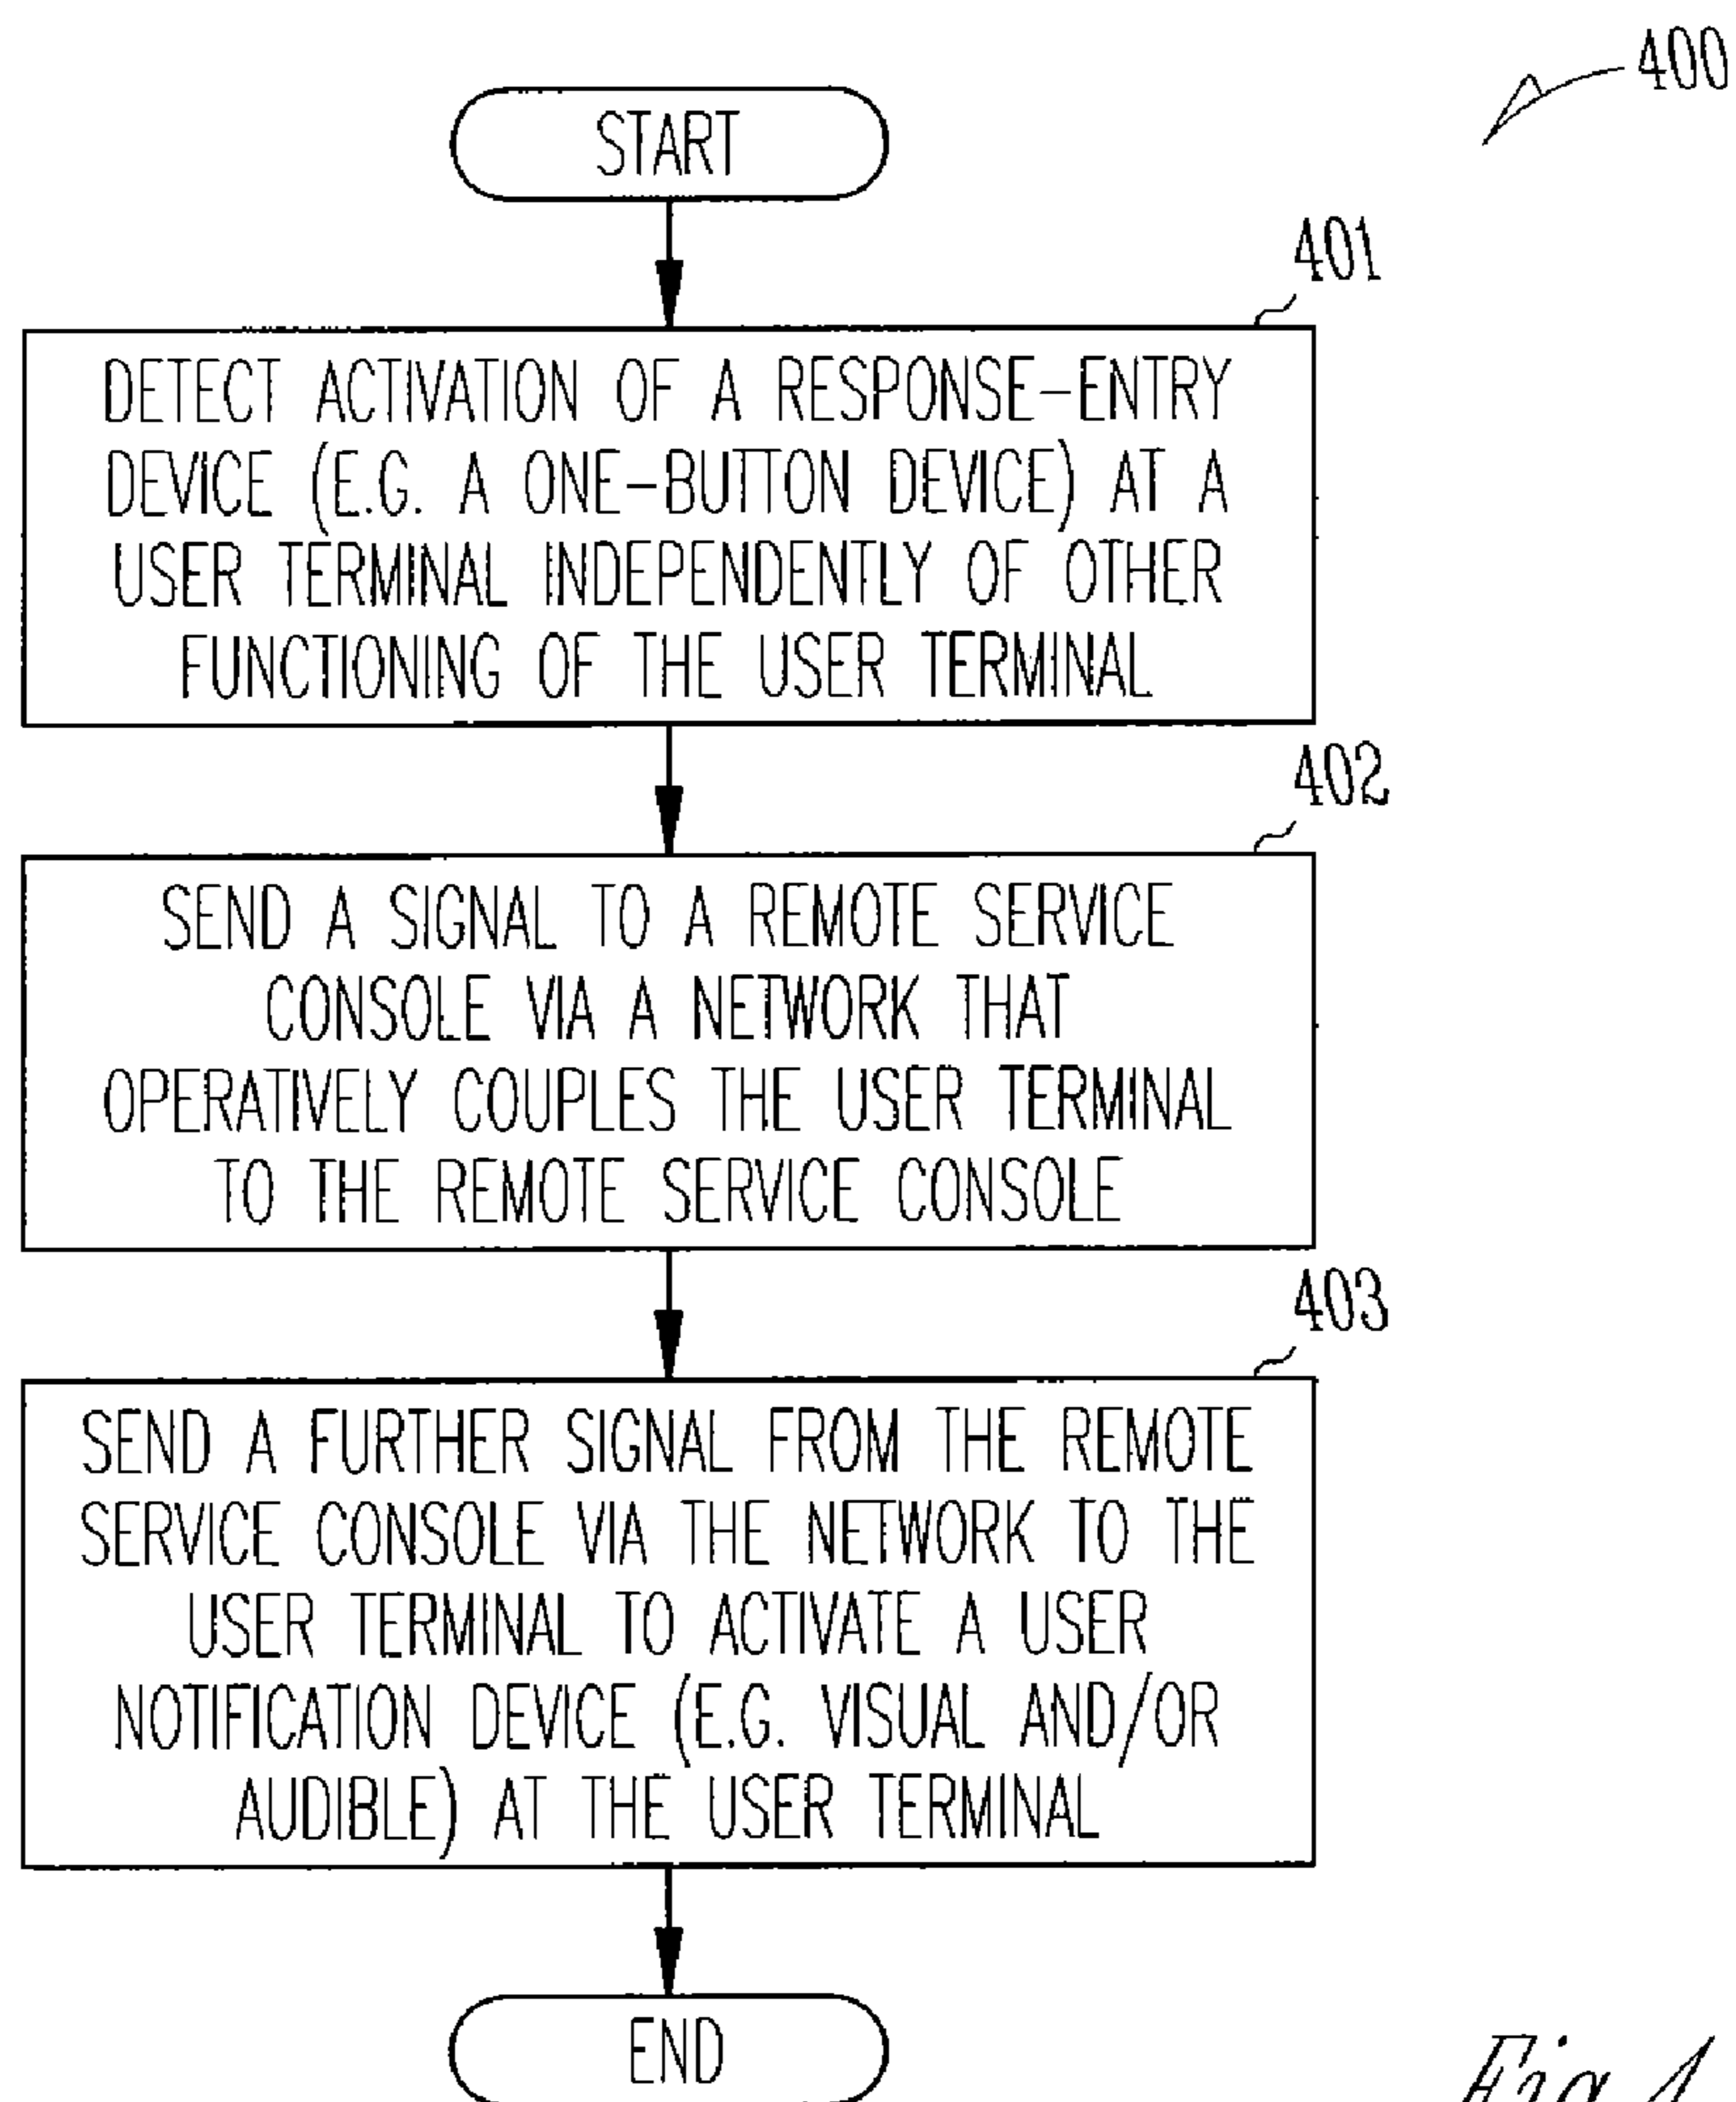 400
START
401
DETECT ACTIVATION OF A RESPONSE-ENTRY
DEVICE (E.G. A ONE-BUTTON DEVICE) AT A
USER TERMINAL INDEPENDENTLY OF OTHER
FUNCTIONING OF THE USER TERMINAL
402
SEND A SIGNAL TO A REMOTE SERVICE
CONSOLE VIA A NETWORK THAT
OPERATIVELY COUPLES THE USER TERMINAL
TO THE REMOTE SERVICE CONSOLE
403
SEND A FURTHER SIGNAL FROM THE REMOTE
SERVICE CONSOLE VIA THE NETWORK TO THE
USER TERMINAL TO ACTIVATE A USER
NOTIFICATION DEVICE (E.G. VISUAL AND/OR
AUDIBLE) AT THE USER TERMINAL
END
Fig. 4